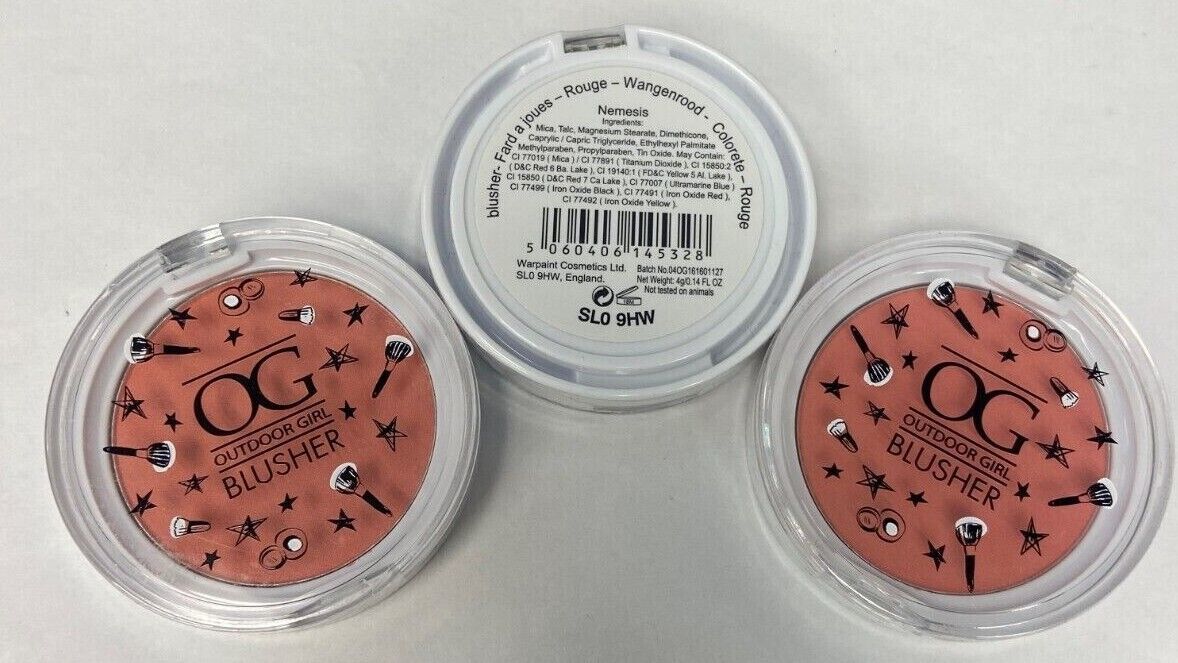 OG
OUTDOOR GIRL
BLUSHER
blusher- Fard a joues – Rouge – Wangenrood - Colorete – Rouge
Nemesis
Ingredients:
Mica, Talc, Magnesium Stearate, Dimethicone,
Caprylic / Capric Triglyceride, Ethylhexyl Palmitate
Methylparaben, Propylparaben, Tin Oxide. May Contain:
CI 77019 ( Mica ) / CI 77891 ( Titanium Dioxide ), CI 15850:2
( D&C Red 6 Ba. Lake ), CI 19140:1 ( FD&C Yellow 5 Al. Lake ),
CI 15850 ( D&C Red 7 Ca Lake ), CI 77007 ( Ultramarine Blue )
CI 77499 ( Iron Oxide Black ), CI 77491 ( Iron Oxide Red ),
CI 77492 ( Iron Oxide Yellow ).
5 060406 145328
Warpaint Cosmetics Ltd.
SL0 9HW, England.
Batch No.04OG161601127
Net Weight: 4g/0.14 FL OZ
Not tested on animals
SL0 9HW
OG
OUTDOOR GIRL
BLUSHER